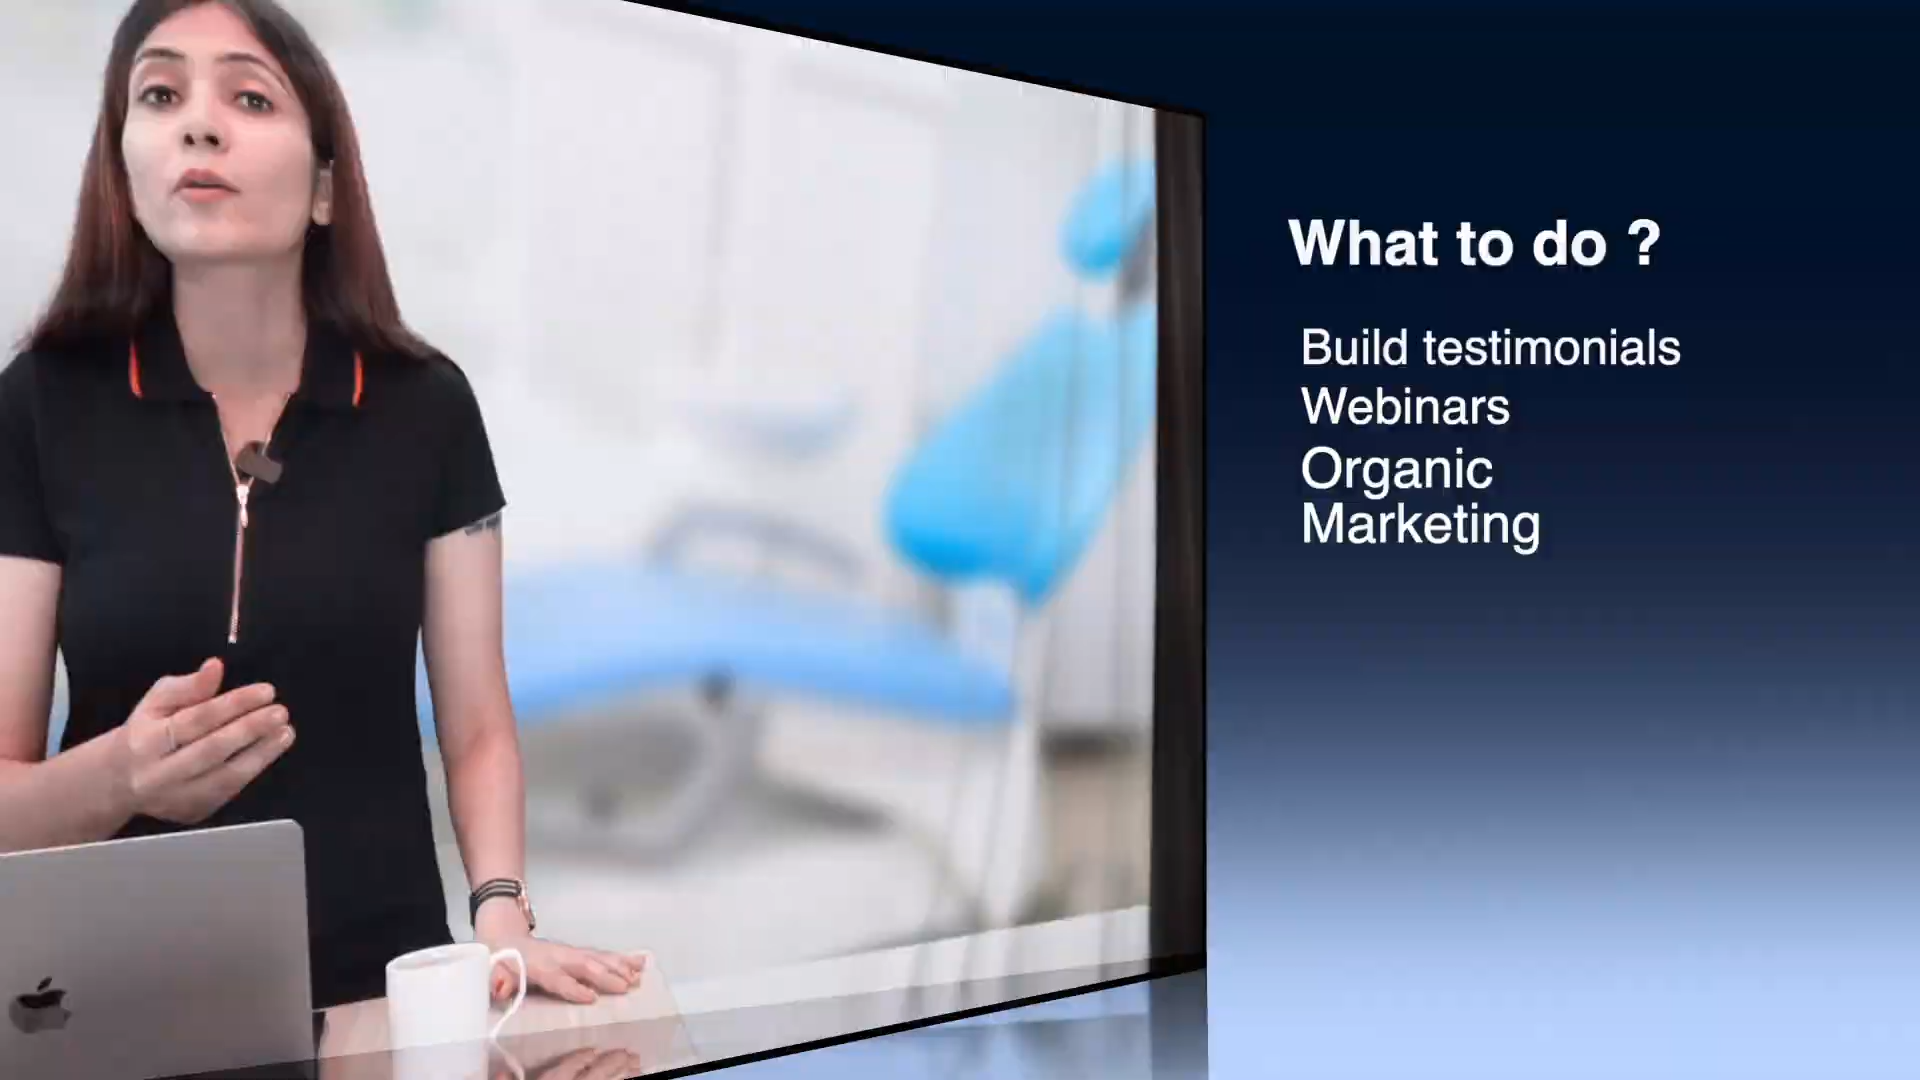 What to do ?
Build testimonials
Webinars
Organic
Marketing